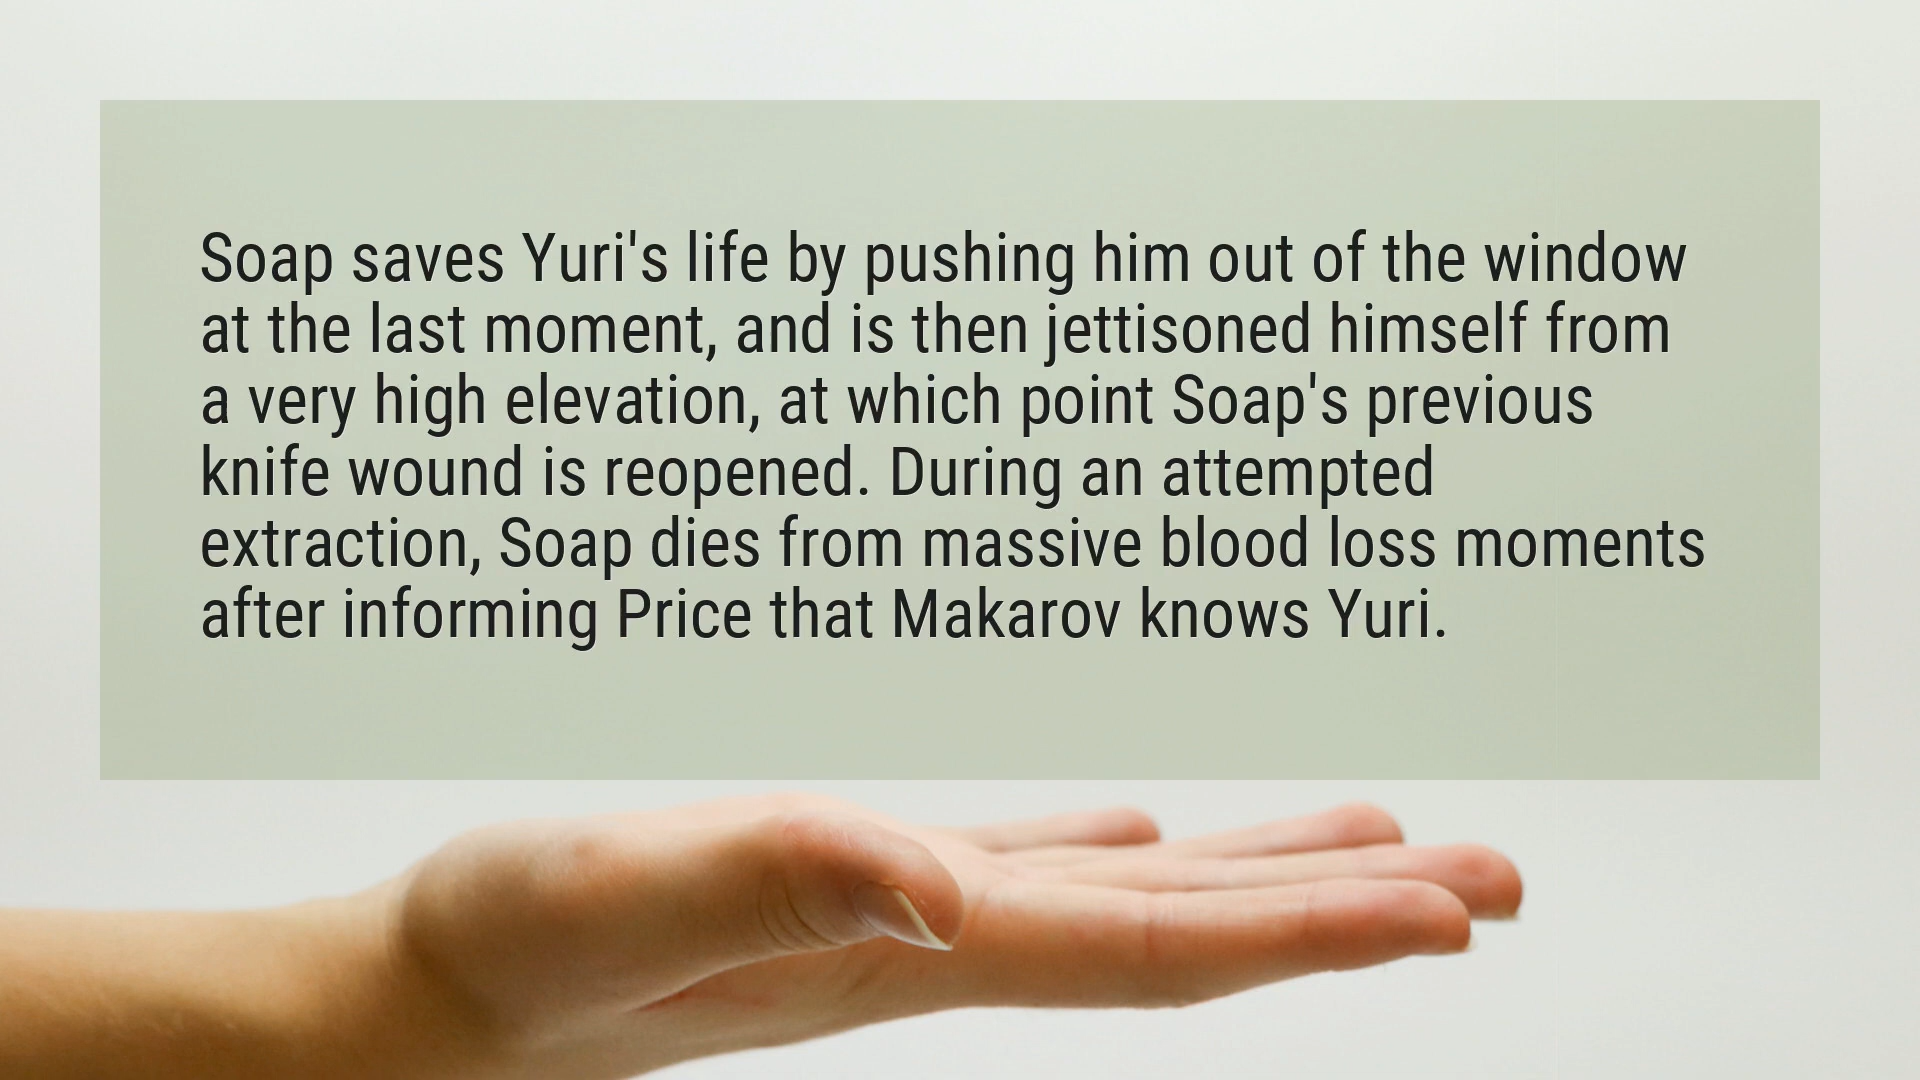 Soap saves Yuri's life by pushing him out of the window
at the last moment, and is then jettisoned himself from
a very high elevation, at which point Soap's previous
knife wound is reopened. During an attempted
extraction, Soap dies from massive blood loss moments
after informing Price that Makarov knows Yuri.